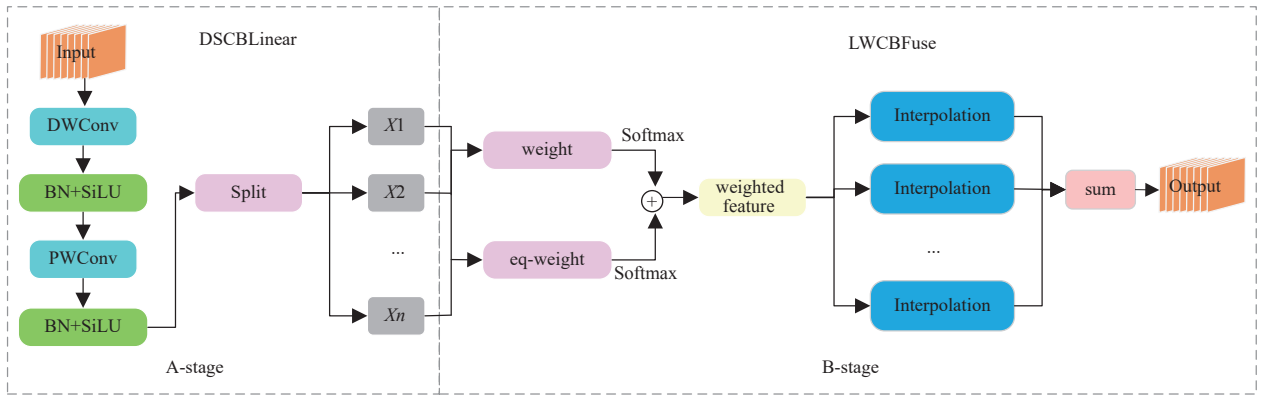 DSCBLinear
Input
DWConv
BN+SiLU
PWConv
BN+SiLU
Split
X1
X2
...
Xn
A-stage
LWCBFuse
weight
Softmax
eq-weight
Softmax
+
weighted
feature
Interpolation
Interpolation
...
Interpolation
sum
Output
B-stage